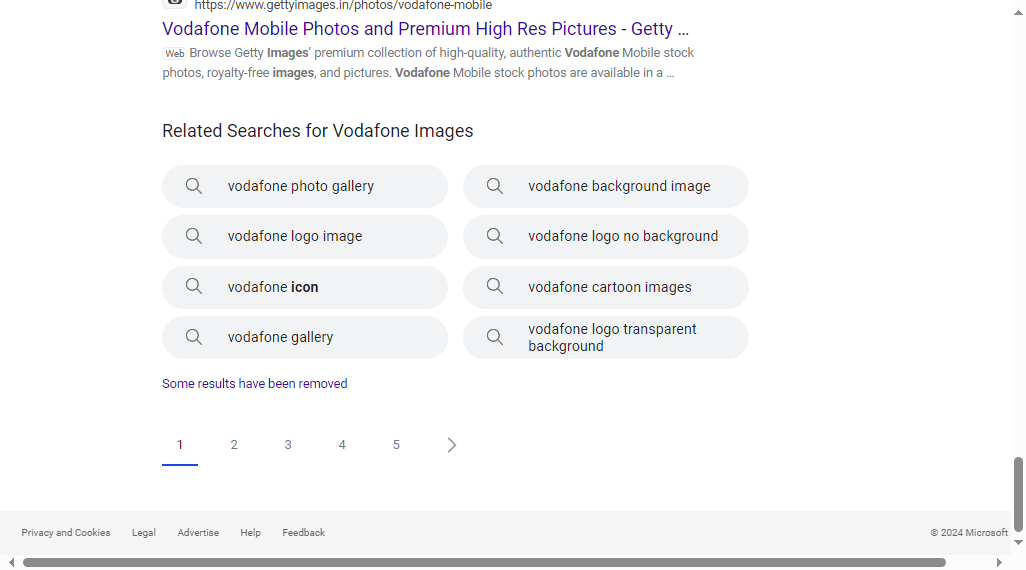 https://www.gettyimages.in/photos/vodafone-mobile
Vodafone Mobile Photos and Premium High Res Pictures - Getty ...
Web Browse Getty Images’ premium collection of high-quality, authentic Vodafone Mobile stock
photos, royalty-free images, and pictures. Vodafone Mobile stock photos are available in a ...
Related Searches for Vodafone Images
vodafone photo gallery
vodafone background image
vodafone logo image
vodafone logo no background
vodafone icon
vodafone cartoon images
vodafone gallery
vodafone logo transparent
background
Some results have been removed
1 2 3 4 5
Privacy and Cookies Legal Advertise Help Feedback © 2024 Microsoft